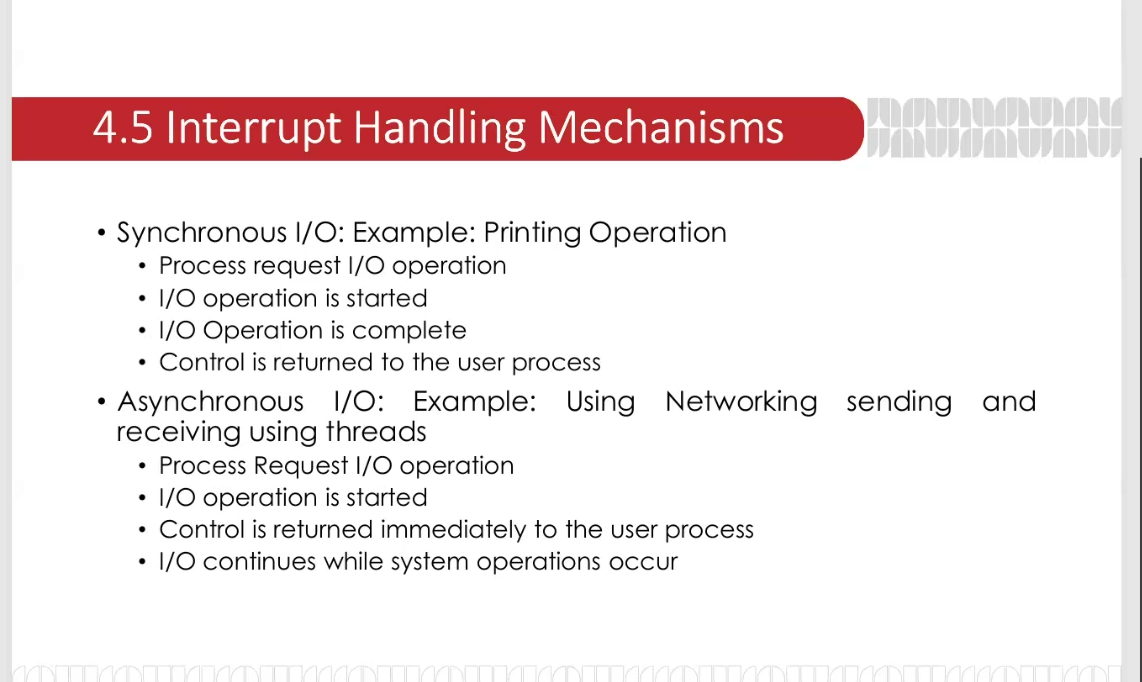 4.5 Interrupt Handling Mechanisms
• Synchronous I/O: Example: Printing Operation
• Process request I/O operation
• I/O operation is started
• I/O Operation is complete
• Control is returned to the user process
• Asynchronous I/O: Example: Using Networking sending and
receiving using threads
• Process Request I/O operation
• I/O operation is started
• Control is returned immediately to the user process
• I/O continues while system operations occur